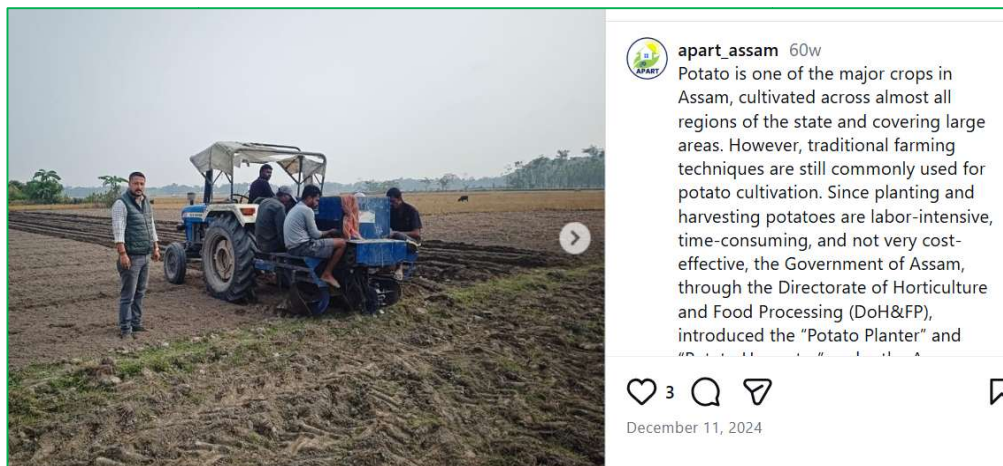 apart_assam 60w
Potato is one of the major crops in
Assam, cultivated across almost all
regions of the state and covering large
areas. However, traditional farming
techniques are still commonly used for
potato cultivation. Since planting and
harvesting potatoes are labor-intensive,
time-consuming, and not very cost-
effective, the Government of Assam,
through the Directorate of Horticulture
and Food Processing (DoH&FP),
introduced the “Potato Planter” and
3
December 11, 2024
APART